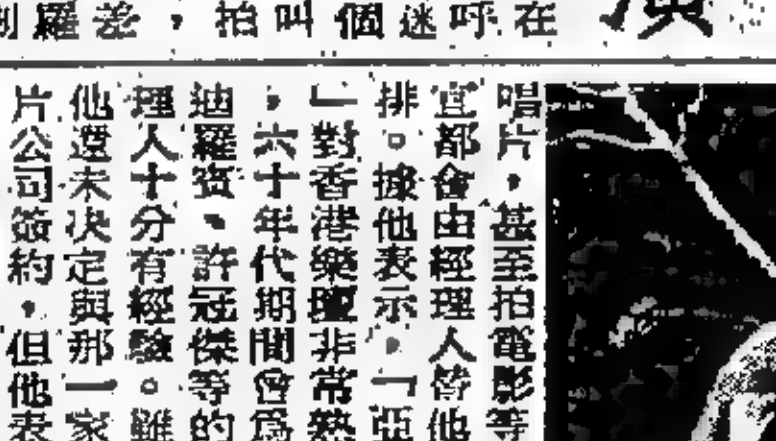 在呼迷個叫拍，差羅
唱片，甚至拍電影等
宜都會由經理人替他
排。據他表示，「亞
」對香港樂壇非常熟
，六十年代期間曾為
迪羅賓、許冠傑等的
理人十分有經驗。雖
他還未決定與那一家
片公司簽約，但他表